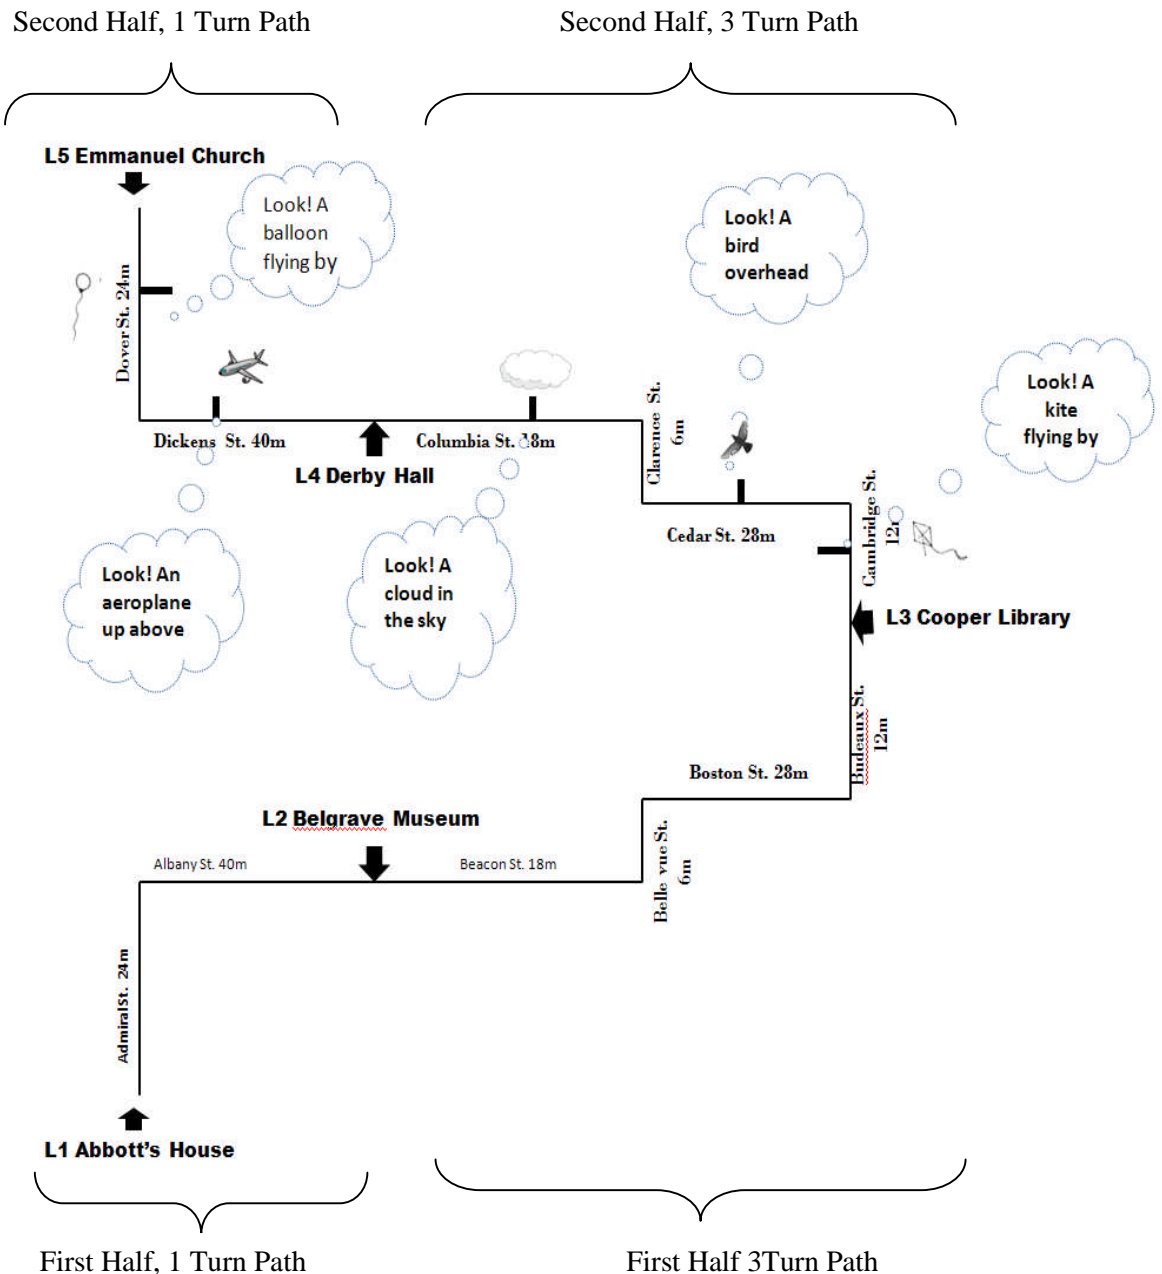 Second Half, 1 Turn Path
Second Half, 3 Turn Path
L5 Emmanuel Church
Look! A
balloon
flying by
Look! A
bird
overhead
Dover St. 24m
Look! A
kite
flying by
Clarence St.
6m
Dickens St. 40m
Columbia St. 18m
L4 Derby Hall
Cambridge St.
12m
Cedar St. 28m
Look! An
aeroplane
up above
Look! A
cloud in
the sky
L3 Cooper Library
Budeaux St.
12m
Boston St. 28m
L2 Belgrave Museum
Belle vue St.
6m
Albany St. 40m
Beacon St. 18m
AdmiralSt. 24m
L1 Abbott’s House
First Half, 1 Turn Path
First Half 3Turn Path